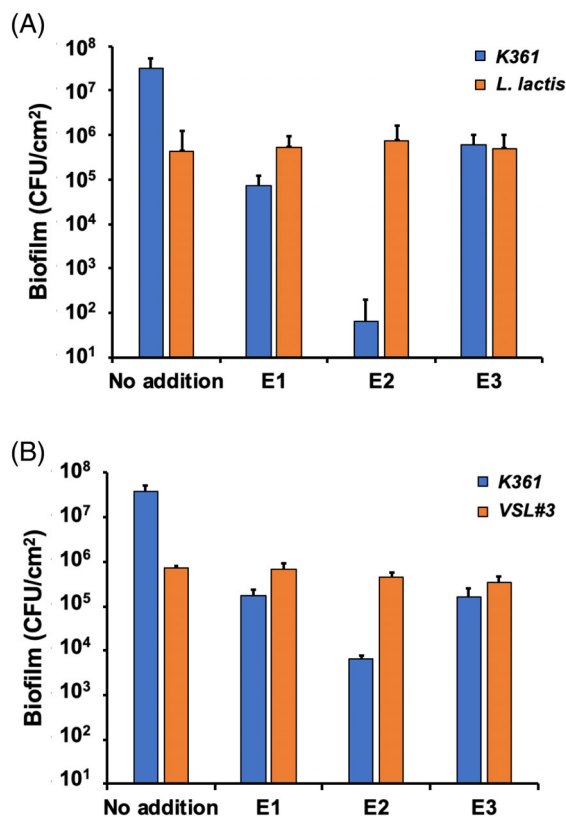 (A)
10⁸
10⁷
10⁶
10⁵
10⁴
10³
10²
10¹
Biofilm (CFU/cm²)
K361
L. lactis
No addition E1 E2 E3
(B)
10⁸
10⁷
10⁶
10⁵
10⁴
10³
10²
10¹
Biofilm (CFU/cm²)
K361
VSL#3
No addition E1 E2 E3